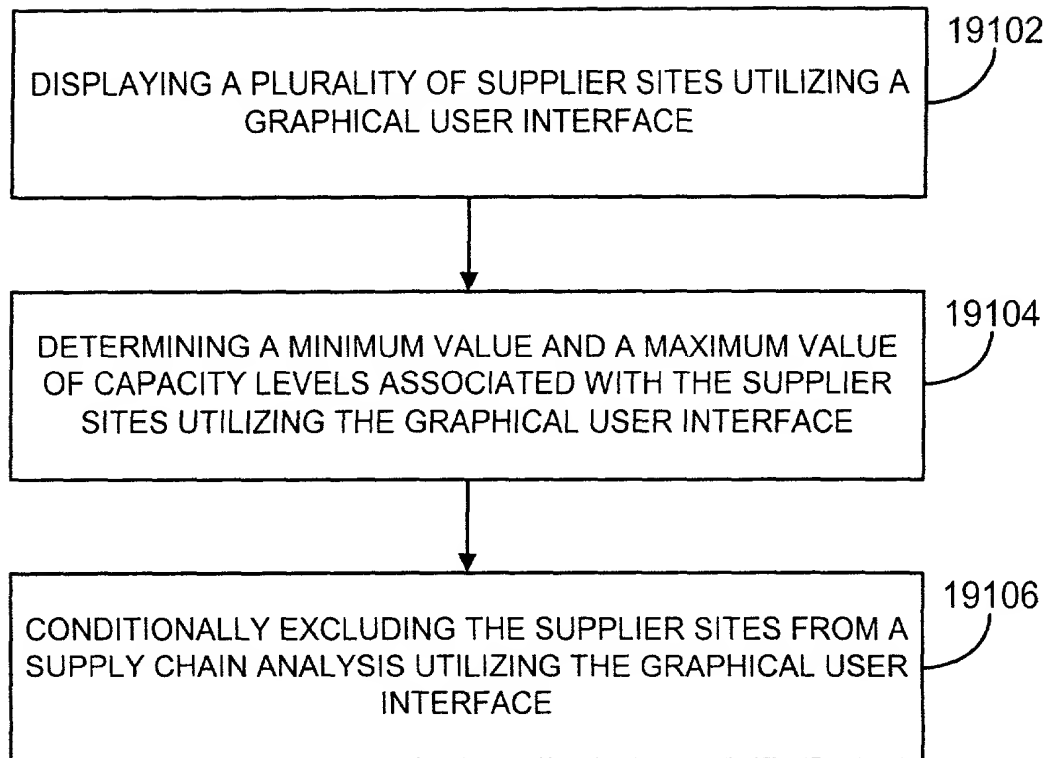 19102
DISPLAYING A PLURALITY OF SUPPLIER SITES UTILIZING A
GRAPHICAL USER INTERFACE
19104
DETERMINING A MINIMUM VALUE AND A MAXIMUM VALUE
OF CAPACITY LEVELS ASSOCIATED WITH THE SUPPLIER
SITES UTILIZING THE GRAPHICAL USER INTERFACE
19106
CONDITIONALLY EXCLUDING THE SUPPLIER SITES FROM A
SUPPLY CHAIN ANALYSIS UTILIZING THE GRAPHICAL USER
INTERFACE